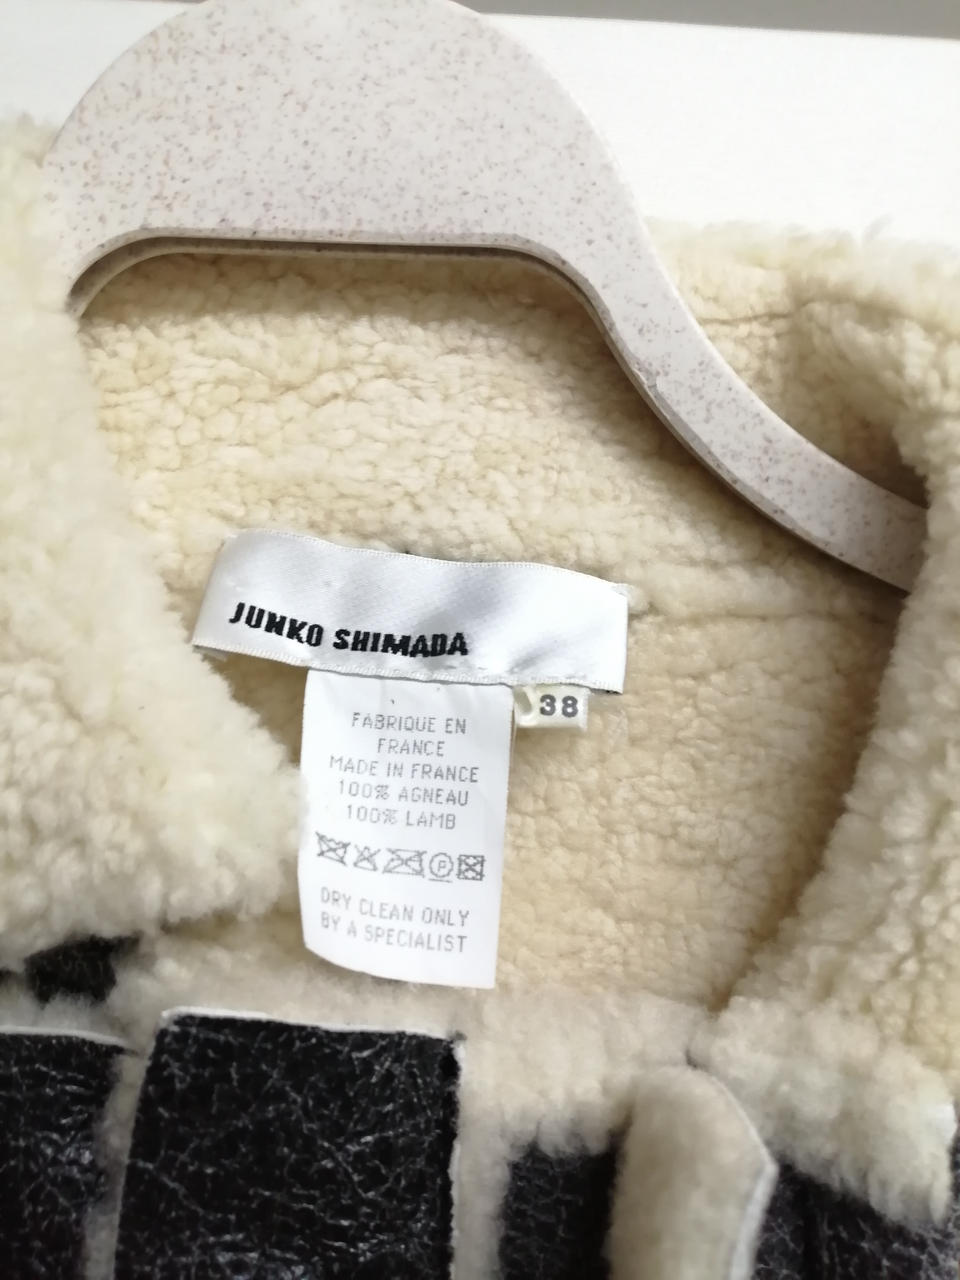 JUNKO SHIMADA
38
FABRIQUE EN
FRANCE
MADE IN FRANCE
100% AGNEAU
100% LAMB
P
DRY CLEAN ONLY
BY A SPECIALIST